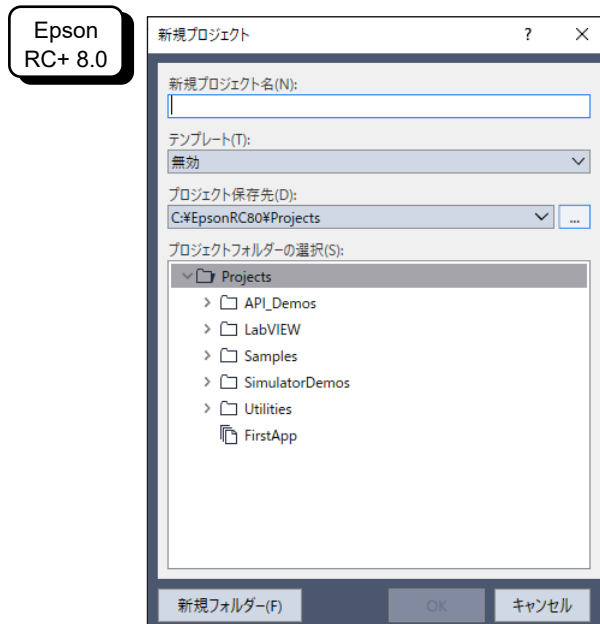 Epson
RC+ 8.0
新規プロジェクト
?
新規プロジェクト名(N):
テンプレート(T):
無効
プロジェクト保存先(D):
C:¥EpsonRC80¥Projects
...
プロジェクトフォルダーの選択(S):
Projects
API_Demos
LabVIEW
Samples
SimulatorDemos
Utilities
FirstApp
新規フォルダー(F)
OK
キャンセル